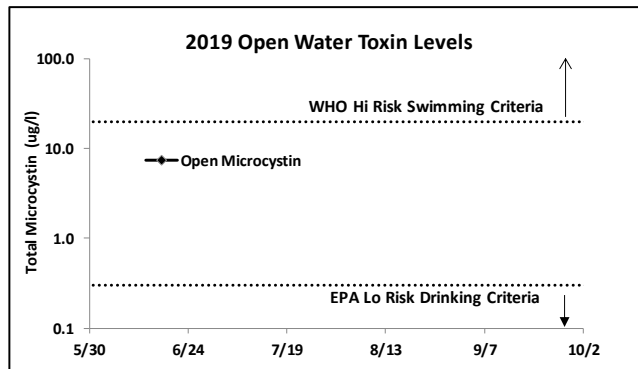 2019 Open Water Toxin Levels
Total Microcystin (ug/l)
100.0
10.0
1.0
0.1
WHO Hi Risk Swimming Criteria
Open Microcystin
EPA Lo Risk Drinking Criteria
5/30 6/24 7/19 8/13 9/7 10/2